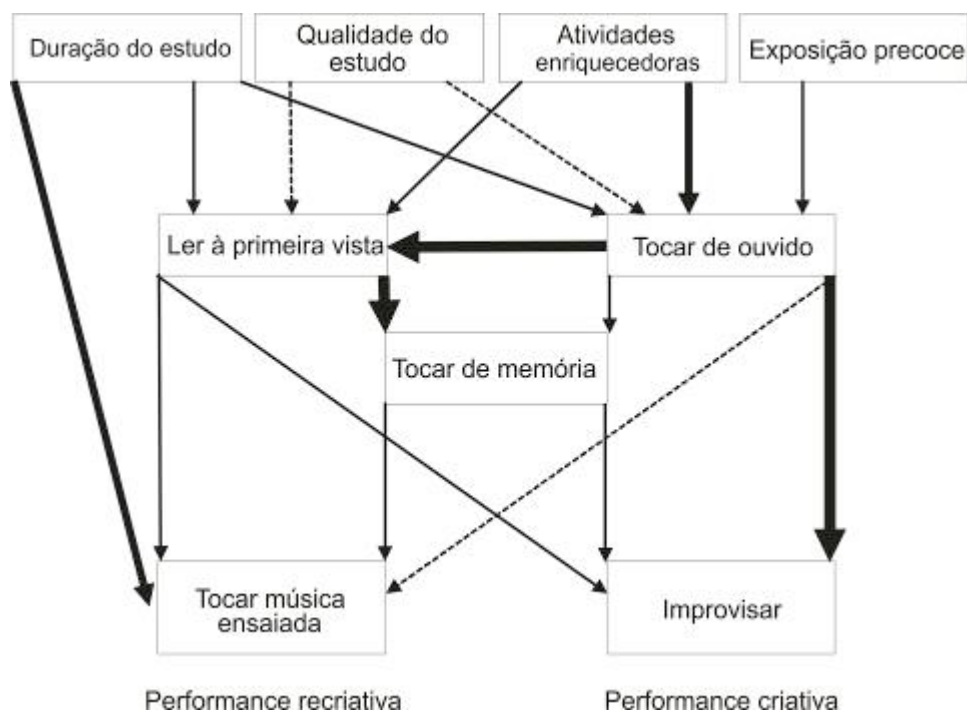 Duração do estudo
Qualidade do
estudo
Atividades
enriquecedoras
Exposição precoce
Ler à primeira vista
Tocar de ouvido
Tocar de memória
Tocar música
ensaiada
Improvisar
Performance recriativa
Performance criativa